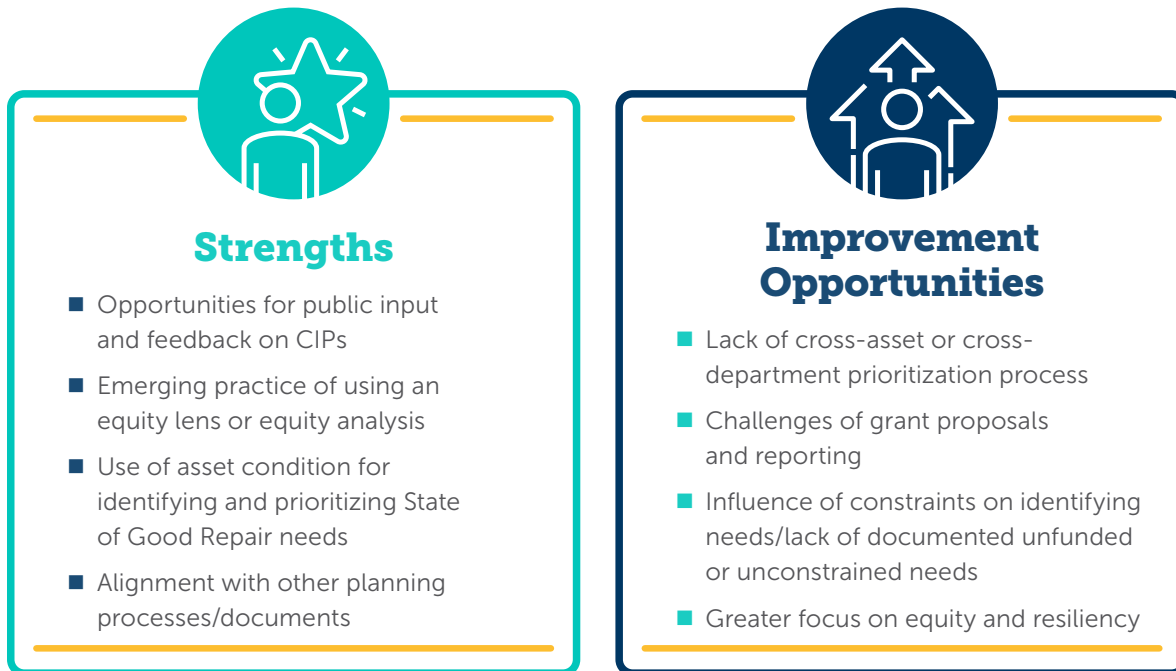 Strengths
■ Opportunities for public input
and feedback on CIPs
■ Emerging practice of using an
equity lens or equity analysis
■ Use of asset condition for
identifying and prioritizing State
of Good Repair needs
■ Alignment with other planning
processes/documents
Improvement
Opportunities
■ Lack of cross-asset or cross-
department prioritization process
■ Challenges of grant proposals
and reporting
■ Influence of constraints on identifying
needs/lack of documented unfunded
or unconstrained needs
■ Greater focus on equity and resiliency